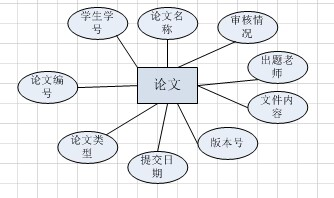 学生学
号
论文名
称
审核情
况
论文编
号
论文
出题老
师
文件内
容
论文类
型
提交日
期
版本号